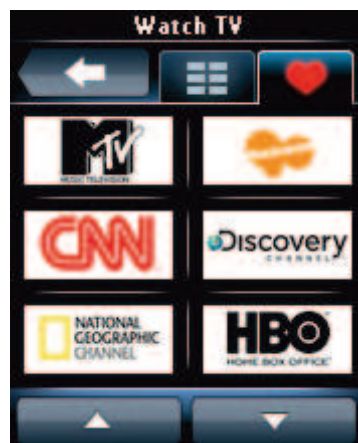 Watch TV
MTV
MUSIC TELEVISION
CNN
Discovery
CHANNEL
NATIONAL
GEOGRAPHIC
CHANNEL
HBO
HOME BOX OFFICE